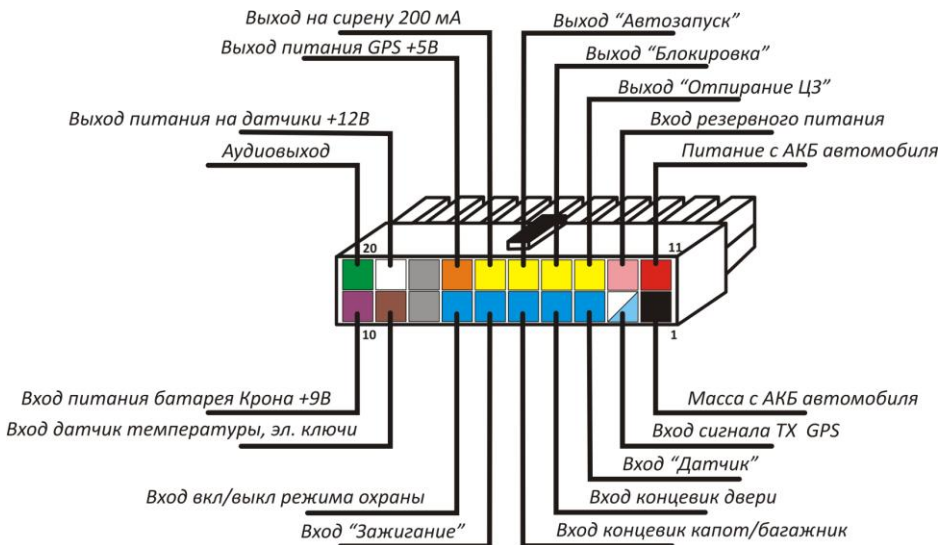 Выход на сирену 200 мА
Выход “Автозапуск”
Выход питания GPS +5В
Выход “Блокировка”
Выход “Отпирание ЦЗ”
Выход питания на датчики +12В
Вход резервного питания
Аудиовыход
Питание с АКБ автомобиля
20
11
10
1
Вход питания батарея Крона +9В
Масса с АКБ автомобиля
Вход датчик температуры, эл. ключи
Вход сигнала TX GPS
Вход “Датчик”
Вход вкл/выкл режима охраны
Вход концевик двери
Вход “Зажигание”
Вход концевик капот/багажник